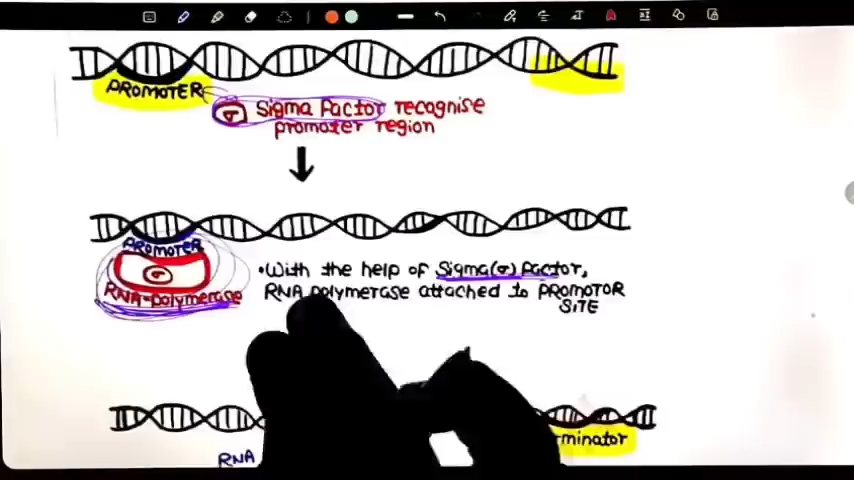 PROMOTER
σ Sigma Factor recognise
promoter region
PROMOTER
σ
RNA-polymerase
•With the help of Sigma(σ) Factor,
RNA polymerase attached to PROMOTOR
SITE
minator
RNA